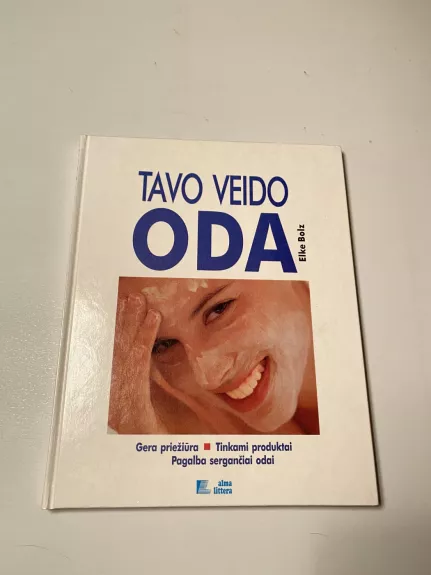 TAVO VEIDO
ODA
Elke Bolz
Gera priežiūra ■ Tinkami produktai
Pagalba sergančiai odai
alma
littera